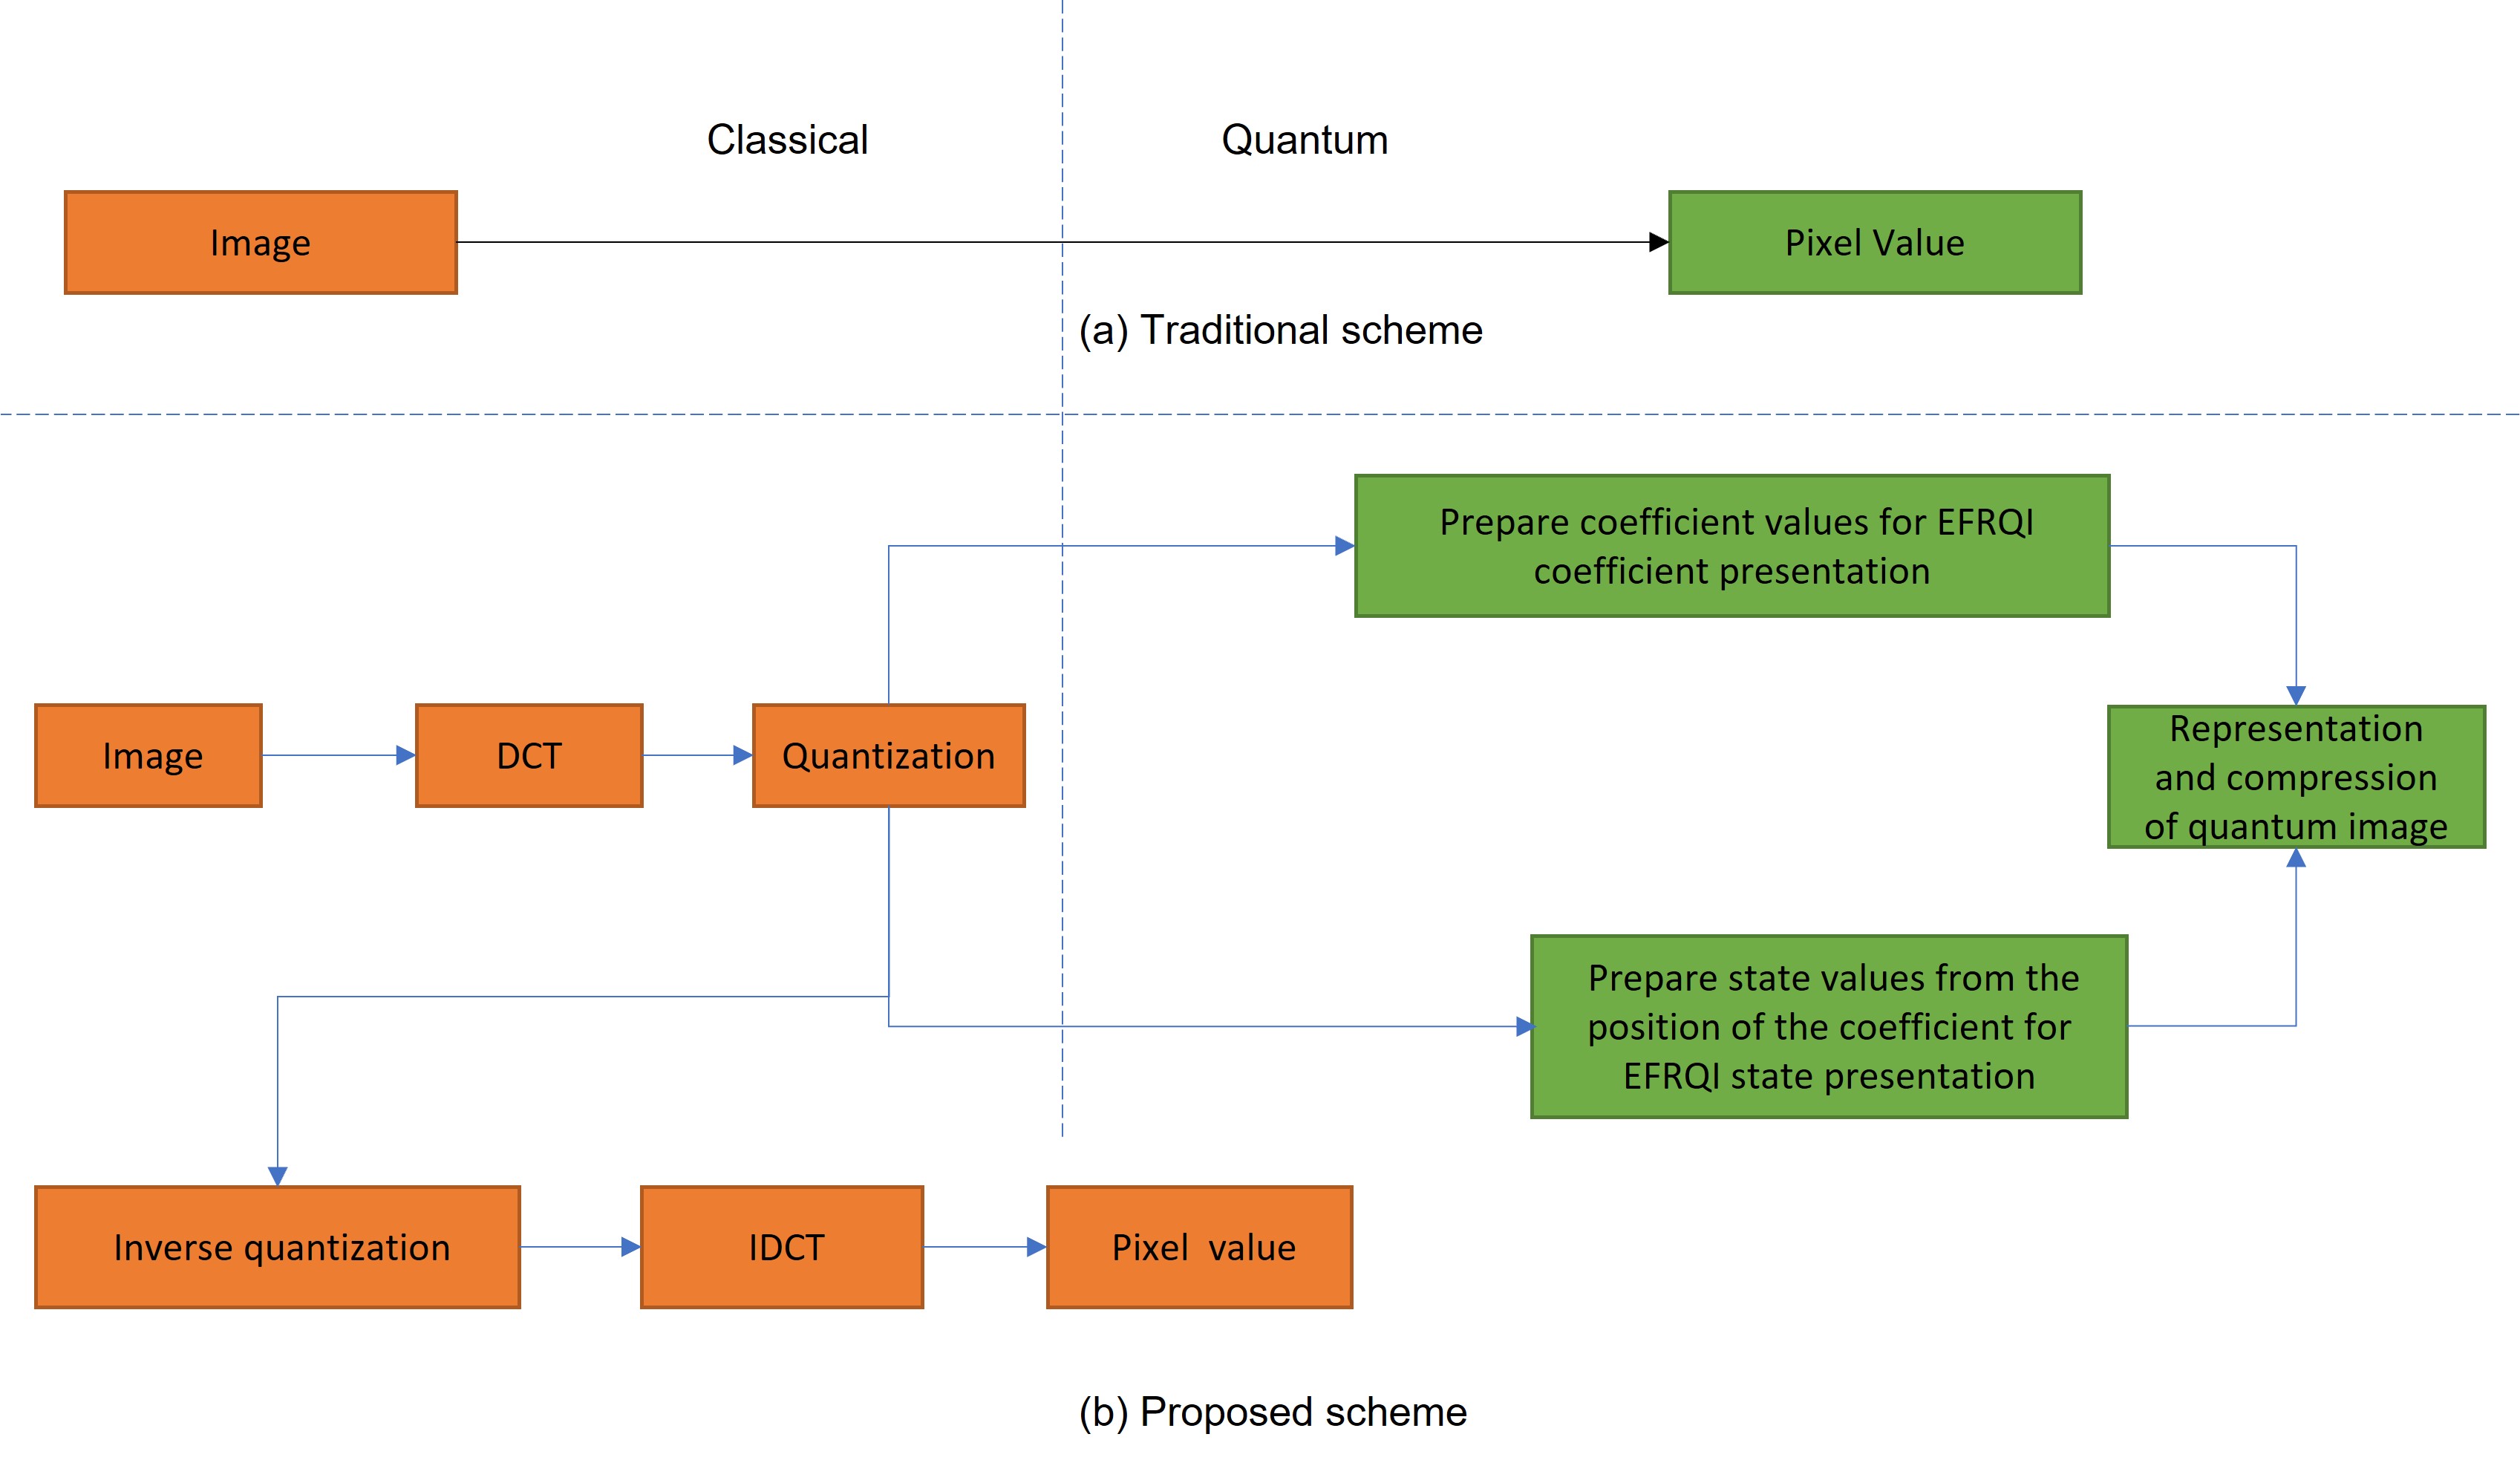 Classical
Quantum
Image
Pixel Value
(a) Traditional scheme
Prepare coefficient values for EFRQI
coefficient presentation
Image
DCT
Quantization
Representation
and compression
of quantum image
Prepare state values from the
position of the coefficient for
EFRQI state presentation
Inverse quantization
IDCT
Pixel value
(b) Proposed scheme